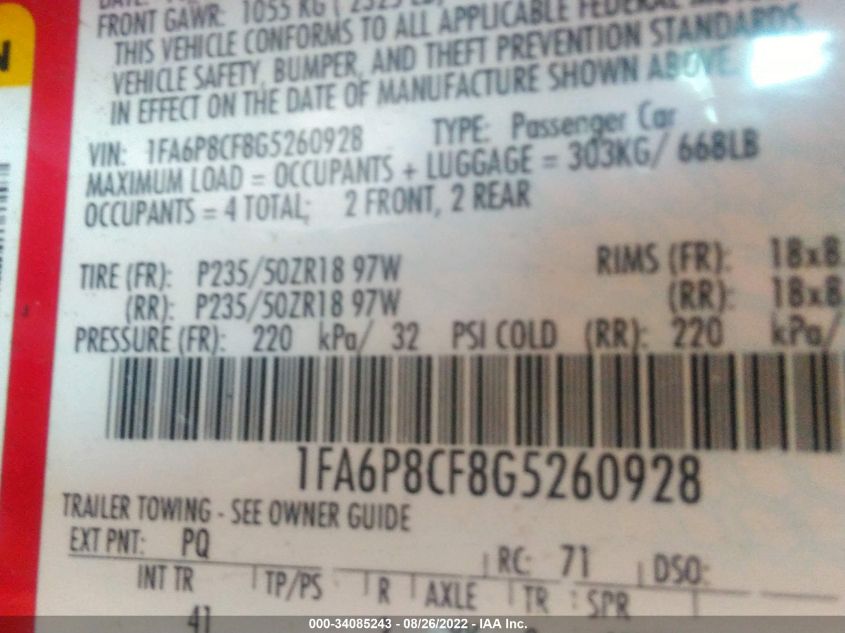 FRONT GAWR: 1055 KG ( 2325 LB)
THIS VEHICLE CONFORMS TO ALL APPLICABLE FEDERAL
VEHICLE SAFETY, BUMPER, AND THEFT PREVENTION STANDARDS
IN EFFECT ON THE DATE OF MANUFACTURE SHOWN ABOVE.
VIN: 1FA6P8CF8G5260928 TYPE: Passenger Car
MAXIMUM LOAD = OCCUPANTS + LUGGAGE = 303KG/ 668LB
OCCUPANTS = 4 TOTAL; 2 FRONT, 2 REAR
TIRE (FR): P235/50ZR18 97W RIMS (FR): 18x8
(RR): P235/50ZR18 97W (RR): 18x8
PRESSURE (FR): 220 kPa/ 32 PSI COLD (RR): 220 kPa/
1FA6P8CF8G5260928
TRAILER TOWING - SEE OWNER GUIDE
EXT PNT: PQ RC: 71 DSO:
INT TR TP/PS R AXLE TR SPR
41
000-34085243 - 08/26/2022 - IAA Inc.